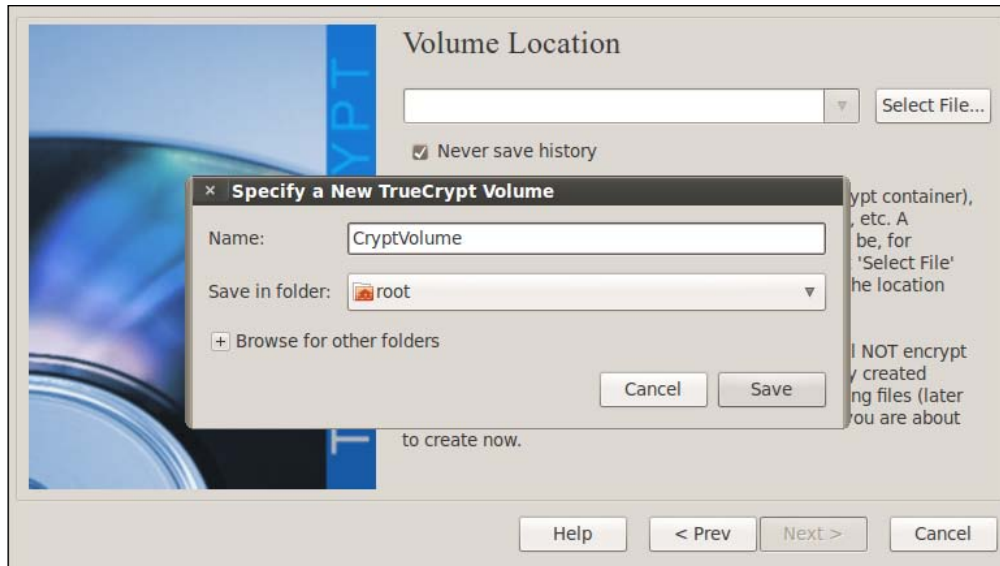 Volume Location
Select File...
Never save history
Specify a New TrueCrypt Volume
Name: CryptVolume
Save in folder: root
Browse for other folders
Cancel Save
ypt container),
, etc. A
be, for
'Select File'
he location
l NOT encrypt
y created
ng files (later
you are about
to create now.
YPT
T
Help < Prev Next > Cancel